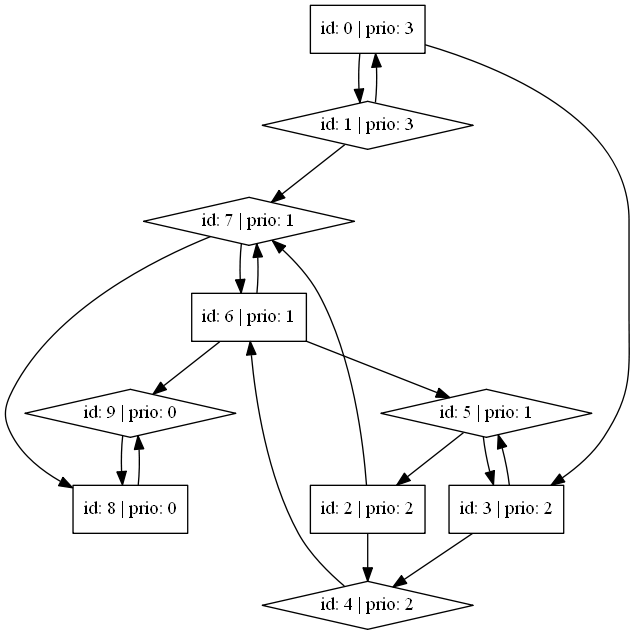 id: 0 | prio: 3
id: 1 | prio: 3
id: 7 | prio: 1
id: 6 | prio: 1
id: 9 | prio: 0
id: 5 | prio: 1
id: 8 | prio: 0
id: 2 | prio: 2
id: 3 | prio: 2
id: 4 | prio: 2